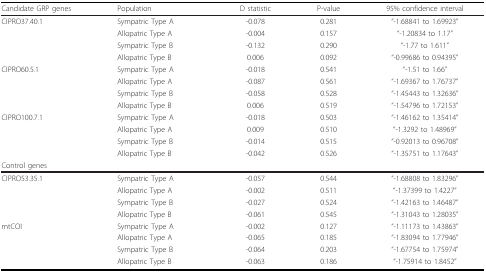 Candidate GRP genes Population D statistic P-value 95% confidence interval
CIPRO37.40.1 Sympatric Type A -0.078 0.281 "-1.68841 to 1.69923"
Allopatric Type A -0.004 0.157 "-1.20834 to 1.17"
Sympatric Type B -0.132 0.290 "-1.77 to 1.611"
Allopatric Type B 0.006 0.092 "-0.99686 to 0.94395"
CIPRO60.5.1 Sympatric Type A -0.018 0.541 "-1.51 to 1.66"
Allopatric Type A -0.087 0.561 "-1.69367 to 1.76737"
Sympatric Type B -0.058 0.528 "-1.45443 to 1.32636"
Allopatric Type B 0.006 0.519 "-1.54796 to 1.72153"
CIPRO100.7.1 Sympatric Type A -0.018 0.503 "-1.46162 to 1.35414"
Allopatric Type A 0.009 0.510 "-1.3292 to 1.48969"
Sympatric Type B -0.014 0.515 "-0.92013 to 0.96708"
Allopatric Type B -0.042 0.526 "-1.35751 to 1.17643"
Control genes
CIPRO53.35.1 Sympatric Type A -0.057 0.544 "-1.68808 to 1.83296"
Allopatric Type A -0.002 0.511 "-1.37399 to 1.4227"
Sympatric Type B -0.027 0.524 "-1.42163 to 1.46487"
Allopatric Type B -0.061 0.545 "-1.31043 to 1.28035"
mtCOI Sympatric Type A -0.002 0.127 "-1.11173 to 1.43863"
Allopatric Type A -0.065 0.185 "-1.83094 to 1.77946"
Sympatric Type B -0.064 0.203 "-1.67754 to 1.75974"
Allopatric Type B -0.063 0.186 "-1.75914 to 1.8452"